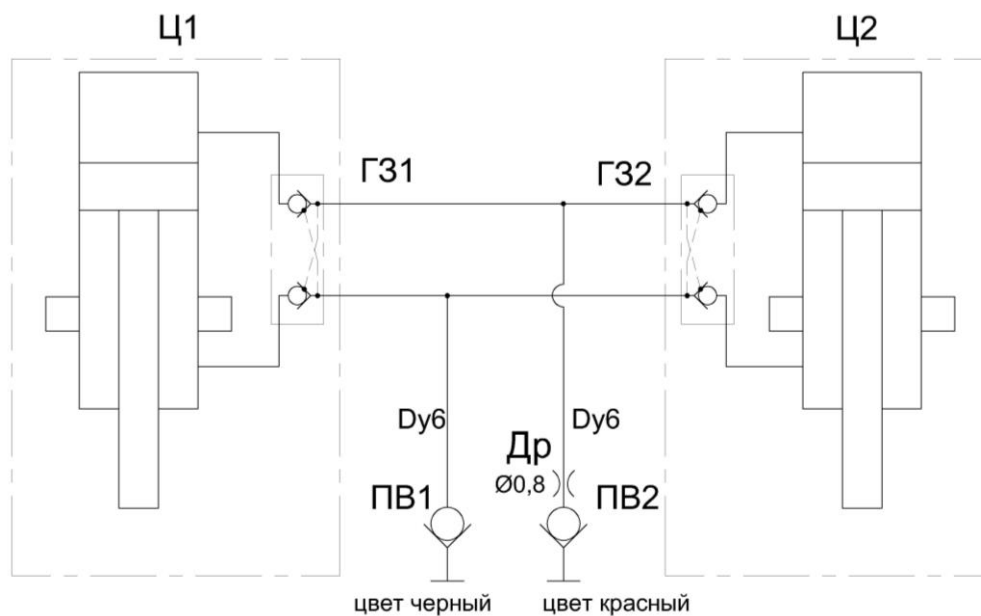 Ц1
Ц2
ГЗ1
ГЗ2
Dy6
Dy6
Др
Ø0,8
ПВ1
ПВ2
цвет черный
цвет красный